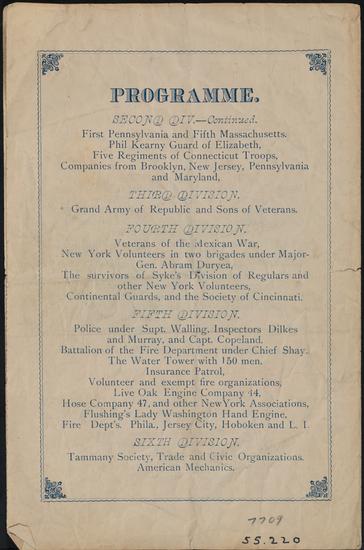 PROGRAMME.
SECOND DIV.—Continued.
First Pennsylvania and Fifth Massachusetts.
Phil Kearny Guard of Elizabeth,
Five Regiments of Connecticut Troops,
Companies from Brooklyn, New Jersey, Pennsylvania
and Maryland,
THIRD DIVISION.
Grand Army of Republic and Sons of Veterans.
FOURTH DIVISION.
Veterans of the Mexican War,
New York Volunteers in two brigades under Major-
Gen. Abram Duryea,
The survivors of Syke's Division of Regulars and
other New York Volunteers,
Continental Guards, and the Society of Cincinnati.
FIFTH DIVISION.
Police under Supt. Walling, Inspectors Dilkes
and Murray, and Capt. Copeland.
Battalion of the Fire Department under Chief Shay.
The Water Tower with 150 men.
Insurance Patrol,
Volunteer and exempt fire organizations,
Live Oak Engine Company 44,
Hose Company 47, and other New York Associations,
Flushing's Lady Washington Hand Engine,
Fire Dept's. Phila., Jersey City, Hoboken and L. I.
SIXTH DIVISION.
Tammany Society, Trade and Civic Organizations.
American Mechanics.
7709
55.220